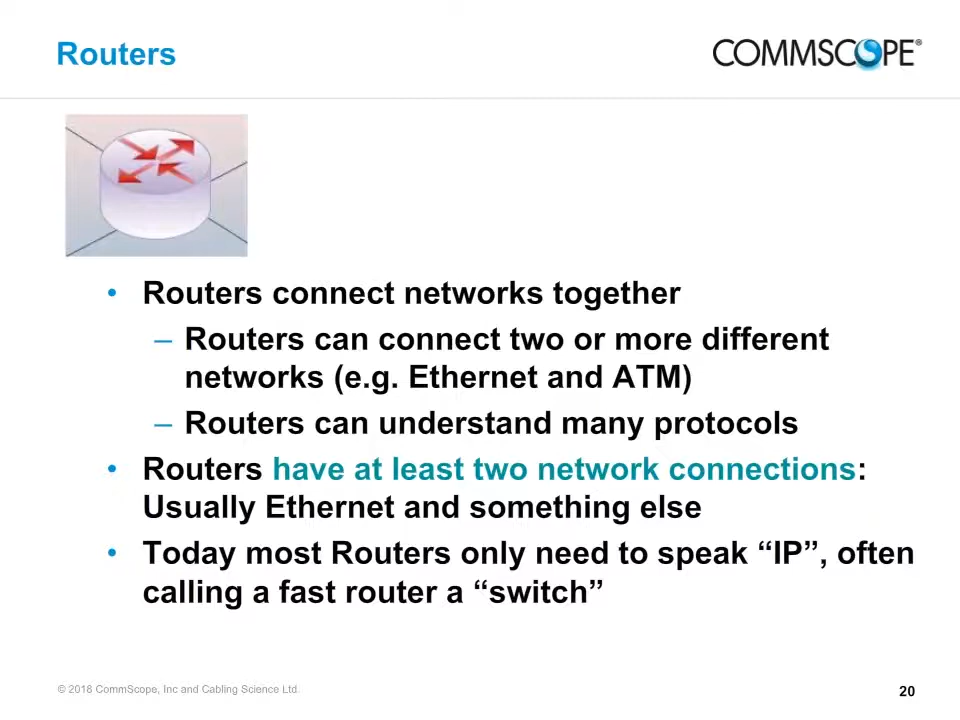 Routers
COMMSCOPE®
• Routers connect networks together
– Routers can connect two or more different
networks (e.g. Ethernet and ATM)
– Routers can understand many protocols
• Routers have at least two network connections:
Usually Ethernet and something else
• Today most Routers only need to speak “IP”, often
calling a fast router a “switch”
© 2018 CommScope, Inc and Cabling Science Ltd.
20